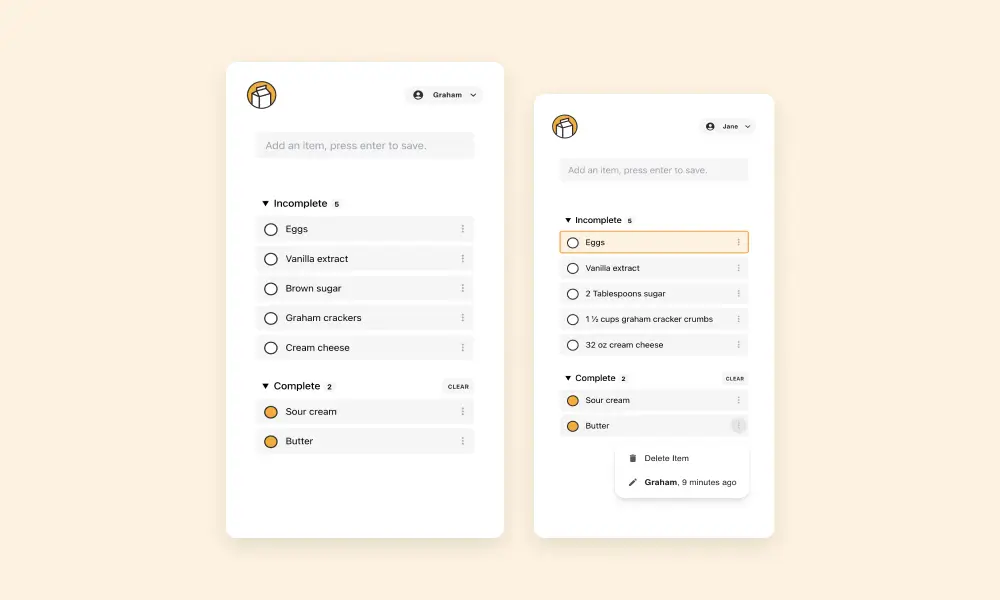 Graham
Add an item, press enter to save.
Incomplete 5
Eggs
Vanilla extract
Brown sugar
Graham crackers
Cream cheese
Complete 2
CLEAR
Sour cream
Butter
Jane
Add an item, press enter to save.
Incomplete 5
Eggs
Vanilla extract
2 Tablespoons sugar
1 ½ cups graham cracker crumbs
32 oz cream cheese
Complete 2
CLEAR
Sour cream
Butter
Delete Item
Graham, 9 minutes ago